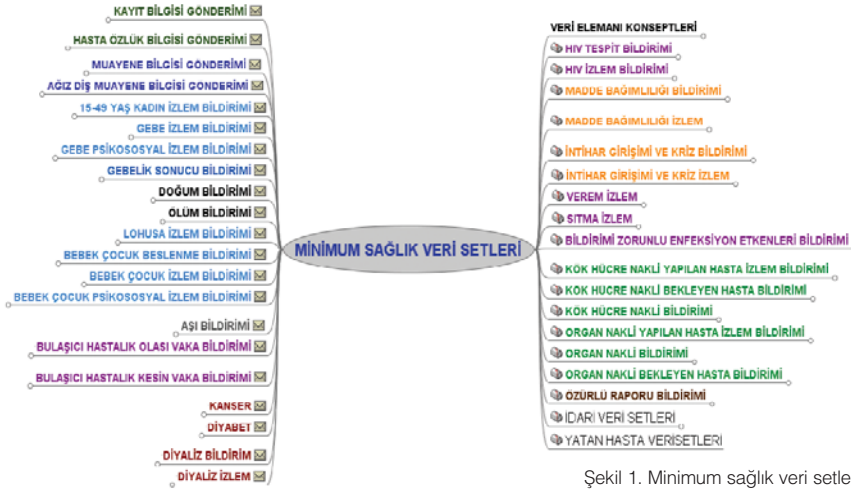 KAYIT BİLGİSİ GÖNDERİMİ
HASTA ÖZLÜK BİLGİSİ GÖNDERİMİ
MUAYENE BİLGİSİ GÖNDERİMİ
AĞIZ DİŞ MUAYENE BİLGİSİ GÖNDERİMİ
15-49 YAŞ KADIN İZLEM BİLDİRİMİ
GEBE İZLEM BİLDİRİMİ
GEBE PSİKOSOSYAL İZLEM BİLDİRİMİ
GEBELİK SONUCU BİLDİRİMİ
DOĞUM BİLDİRİMİ
ÖLÜM BİLDİRİMİ
LOHUSA İZLEM BİLDİRİMİ
BEBEK ÇOCUK BESLENME BİLDİRİMİ
BEBEK ÇOCUK İZLEM BİLDİRİMİ
BEBEK ÇOCUK PSİKOSOSYAL İZLEM BİLDİRİMİ
AŞI BİLDİRİMİ
BULAŞICI HASTALIK OLASI VAKA BİLDİRİMİ
BULAŞICI HASTALIK KESİN VAKA BİLDİRİMİ
KANSER
DİYABET
DİYALİZ BİLDİRİM
DİYALİZ İZLEM
MİNİMUM SAĞLIK VERİ SETLERİ
VERİ ELEMANI KONSEPTLERİ
HIV TESPİT BİLDİRİMİ
HIV İZLEM BİLDİRİMİ
MADDE BAĞIMLILIĞI BİLDİRİMİ
MADDE BAĞIMLILIĞI İZLEM
İNTİHAR GİRİŞİMİ VE KRİZ BİLDİRİMİ
İNTİHAR GİRİŞİMİ VE KRİZ İZLEM
VEREM İZLEM
SITMA İZLEM
BİLDİRİMİ ZORUNLU ENFEKSİYON ETKENLERİ BİLDİRİMİ
KÖK HÜCRE NAKLİ YAPILAN HASTA İZLEM BİLDİRİMİ
KÖK HÜCRE NAKLİ BEKLEYEN HASTA BİLDİRİMİ
KÖK HÜCRE NAKLİ BİLDİRİMİ
ORGAN NAKLİ YAPILAN HASTA İZLEM BİLDİRİMİ
ORGAN NAKLİ BİLDİRİMİ
ORGAN NAKLİ BEKLEYEN HASTA BİLDİRİMİ
ÖZÜRLÜ RAPORU BİLDİRİMİ
İDARİ VERİ SETLERİ
YATAN HASTA VERİSETLERİ
Şekil 1. Minimum sağlık veri setle